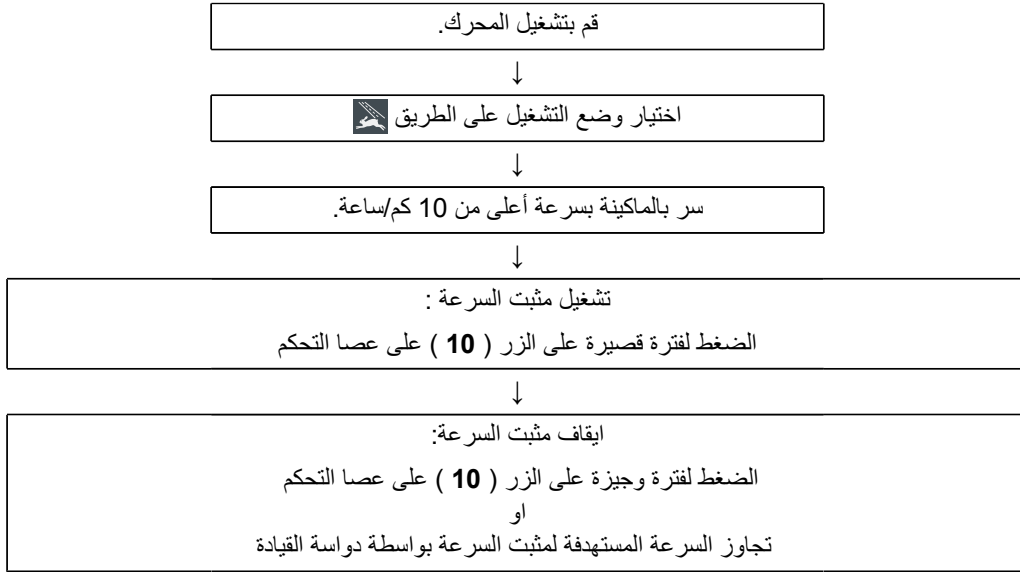 قم بتشغيل المحرك.
↓
اختيار وضع التشغيل على الطريق
↓
سر بالماكينة بسرعة أعلى من 10 كم/ساعة.
↓
تشغيل مثبت السرعة :
الضغط لفترة قصيرة على الزر ( 10 ) على عصا التحكم
↓
ايقاف مثبت السرعة:
الضغط لفترة وجيزة على الزر ( 10 ) على عصا التحكم
او
تجاوز السرعة المستهدفة لمثبت السرعة بواسطة دواسة القيادة